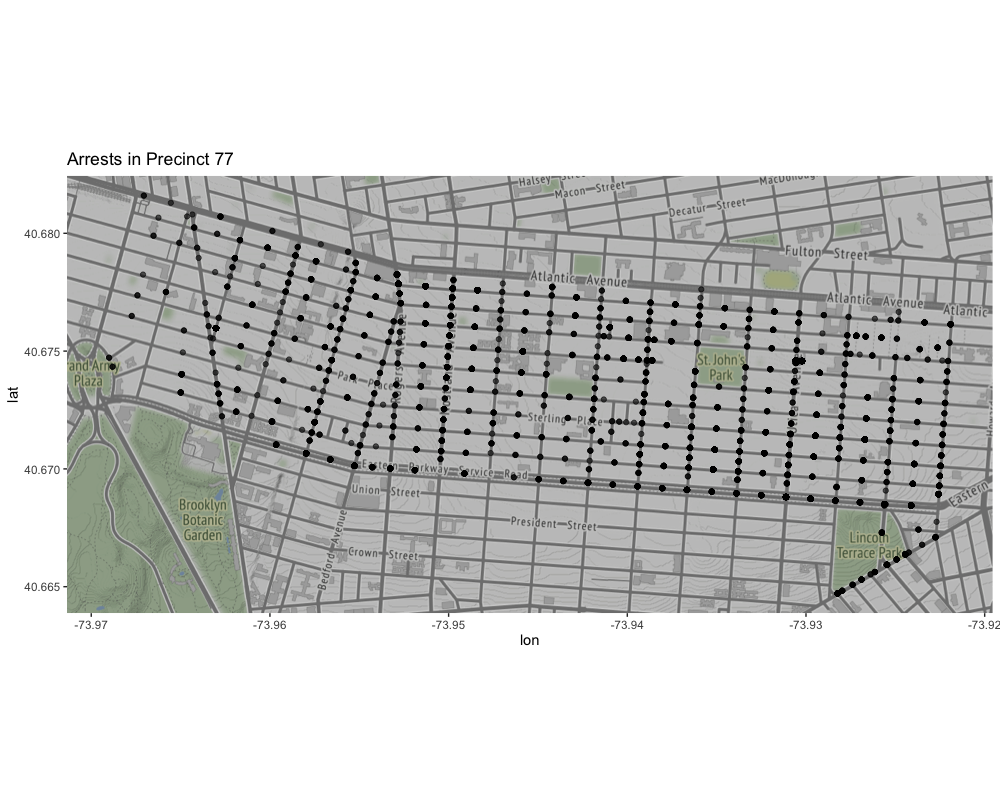 Arrests in Precinct 77
Halsey
Macon Street
Decatur Street
Fulton Street
40.680
Atlantic Avenue
Atlantic Avenue
Atlantic
40.675
lat
and Army
Plaza
St. John's
Park
Park Place
Sterling Place
40.670
Eastern Parkway Service Road
Union Street
Eastern
Brooklyn
Botanic
Garden
President Street
Lincoln
Terrace Park
Crown Street
Bedford Avenue
40.665
-73.97
-73.96
-73.95
-73.94
-73.93
-73.92
lon